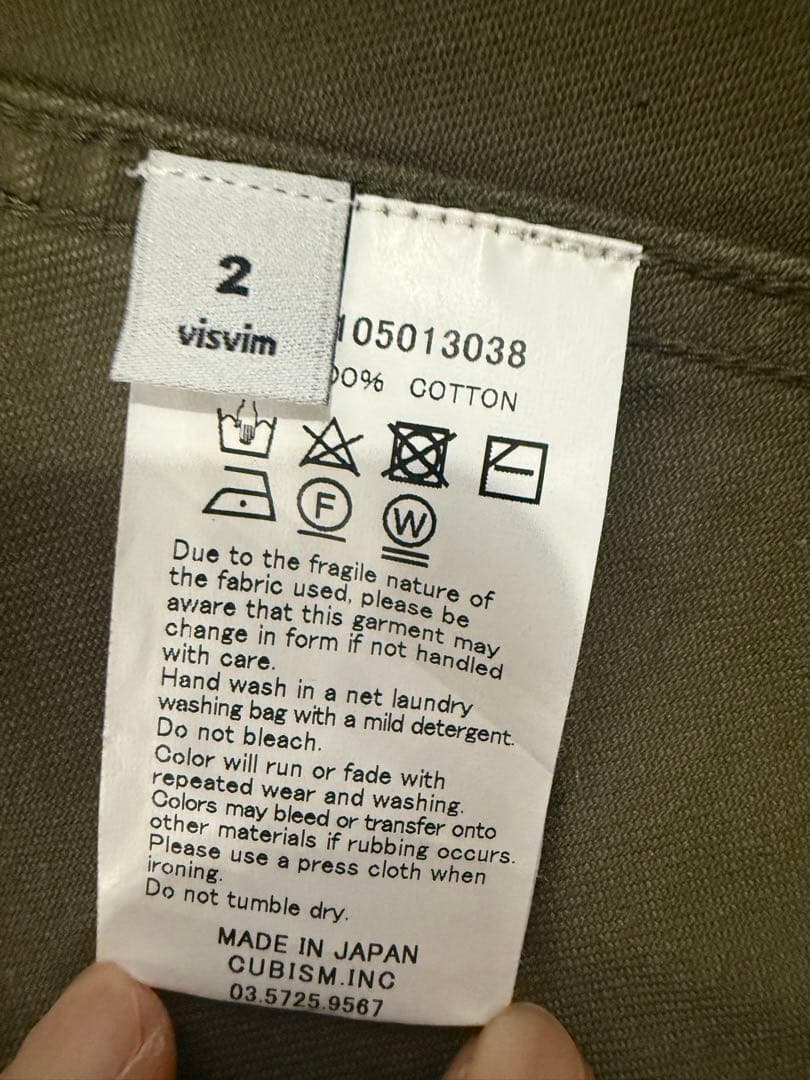 2
visvim
105013038
COTTON
F
W
Due to the fragile nature of
the fabric used, please be
aware that this garment may
change in form if not handled
with care.
Hand wash in a net laundry
washing bag with a mild detergent.
Do not bleach.
Color will run or fade with
repeated wear and washing.
Colors may bleed or transfer onto
other materials if rubbing occurs.
Please use a press cloth when
ironing.
Do not tumble dry.
MADE IN JAPAN
CUBISM.INC
03.5725.9567